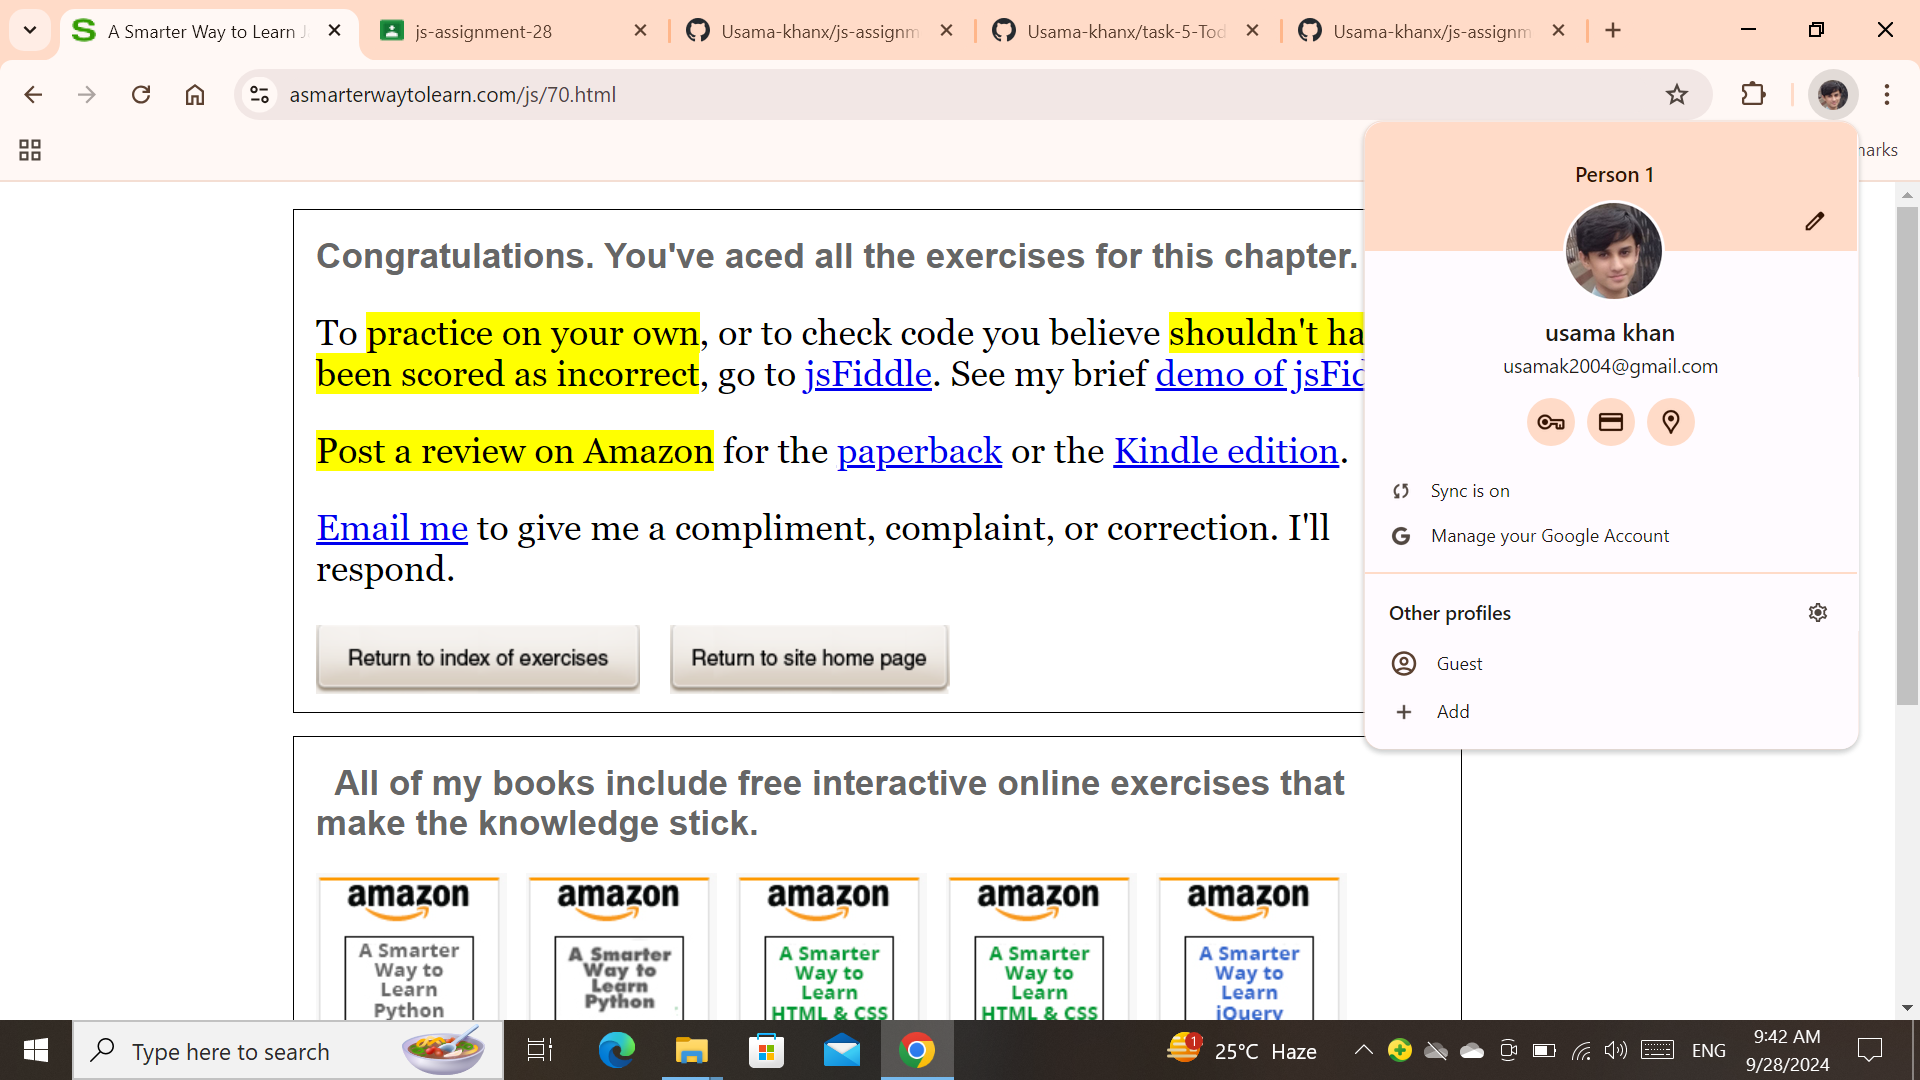 A Smarter Way to Learn J
js-assignment-28
Usama-khanx/js-assignm
Usama-khanx/task-5-Tod
Usama-khanx/js-assignm
asmarterwaytolearn.com/js/70.html
marks
Person 1
usama khan
usamak2004@gmail.com
Sync is on
Manage your Google Account
Other profiles
Guest
Add
Congratulations. You've aced all the exercises for this chapter.
To practice on your own, or to check code you believe shouldn't ha
been scored as incorrect, go to jsFiddle. See my brief demo of jsFid
Post a review on Amazon for the paperback or the Kindle edition.
Email me to give me a compliment, complaint, or correction. I'll
respond.
Return to index of exercises
Return to site home page
All of my books include free interactive online exercises that
make the knowledge stick.
amazon
A Smarter
Way to
Learn
Python
amazon
A Smarter
Way to
Learn
Python
amazon
A Smarter
Way to
Learn
HTML & CSS
amazon
A Smarter
Way to
Learn
HTML & CSS
amazon
A Smarter
Way to
Learn
jQuery
Type here to search
1
25°C Haze
ENG
9:42 AM
9/28/2024